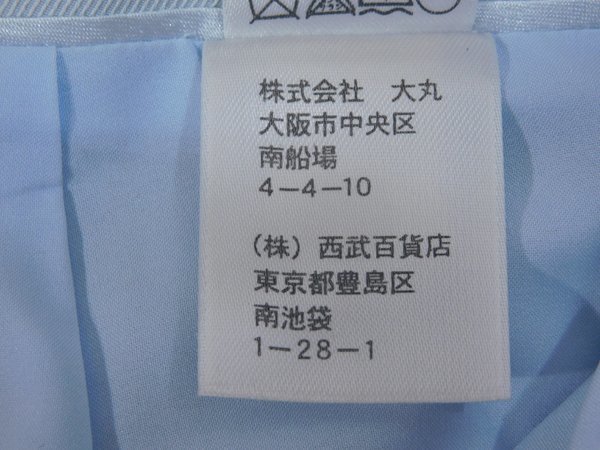 株式会社　大丸
大阪市中央区
南船場
4－4－10
（株）西武百貨店
東京都豊島区
南池袋
1－28－1